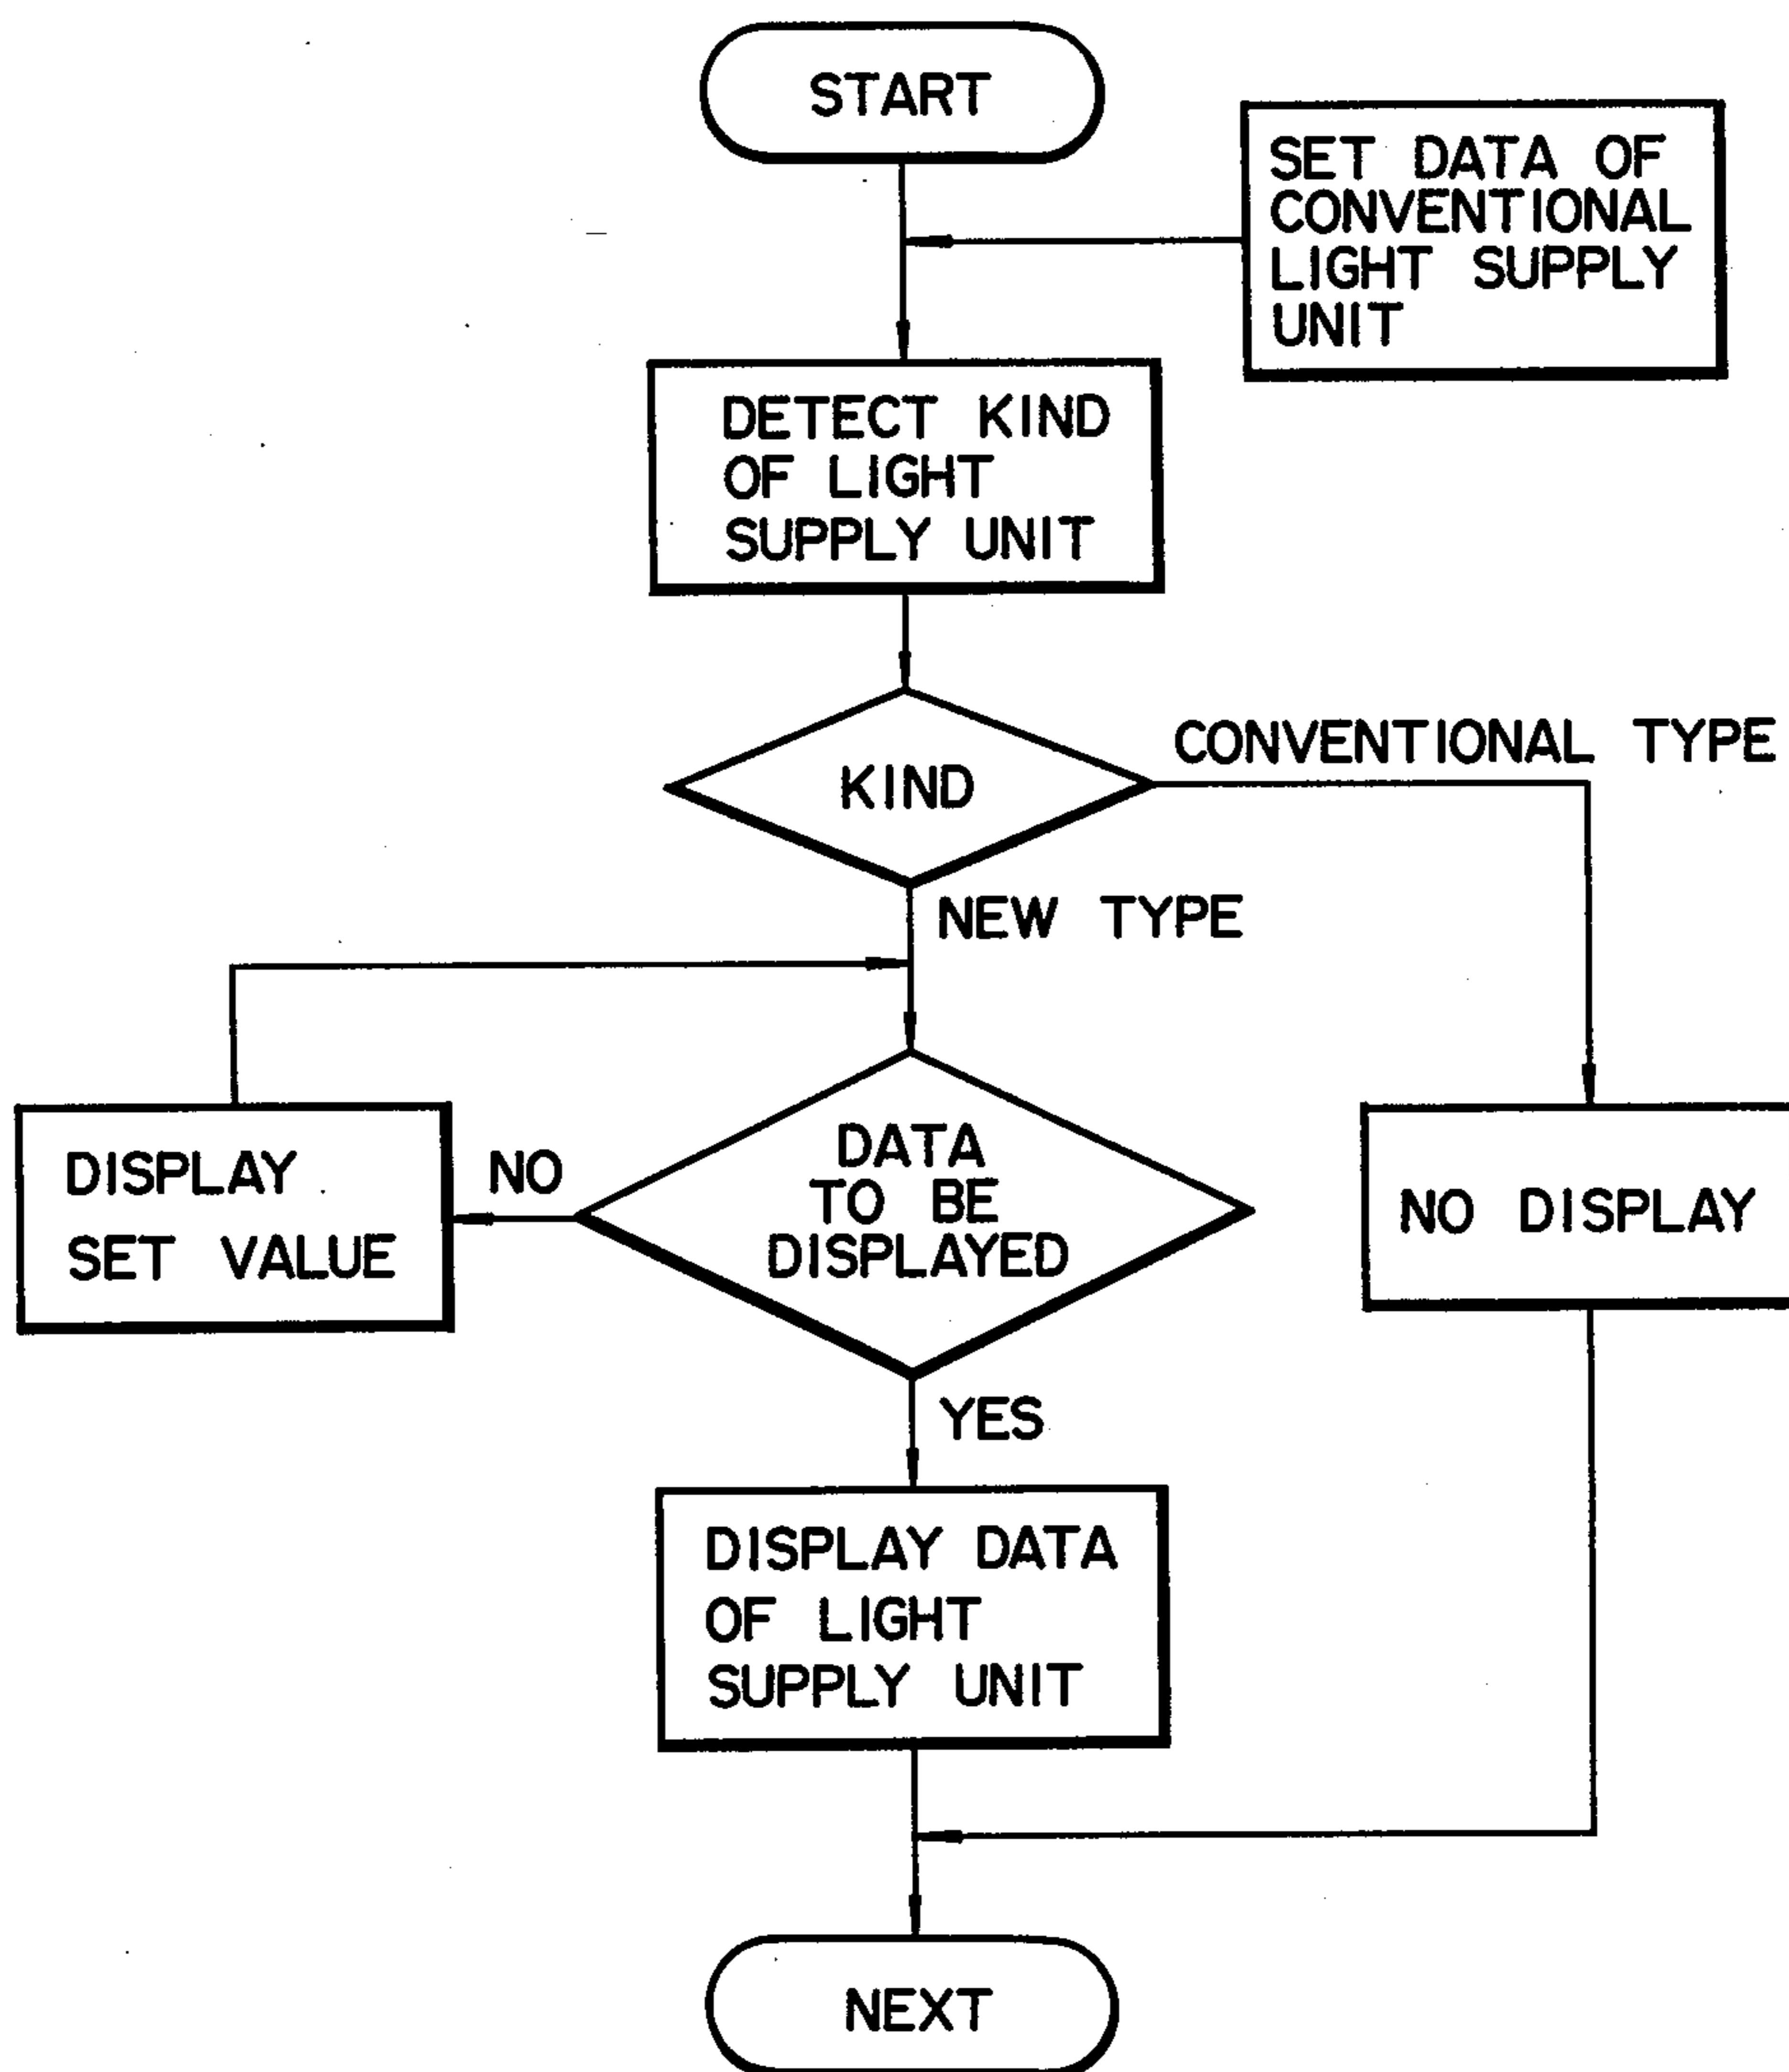 START
SET DATA OF
CONVENTIONAL
LIGHT SUPPLY
UNIT
DETECT KIND
OF LIGHT
SUPPLY UNIT
KIND
CONVENTIONAL TYPE
NEW TYPE
DISPLAY
SET VALUE
NO
DATA
TO BE
DISPLAYED
NO DISPLAY
YES
DISPLAY DATA
OF LIGHT
SUPPLY UNIT
NEXT